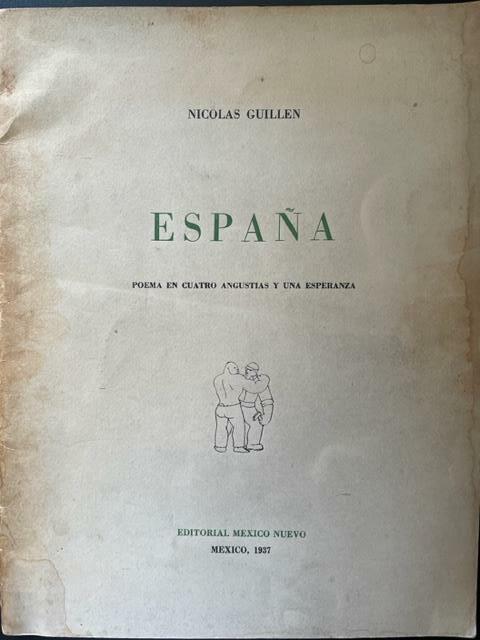 NICOLAS GUILLEN
ESPAÑA
POEMA EN CUATRO ANGUSTIAS Y UNA ESPERANZA
EDITORIAL MEXICO NUEVO
MEXICO, 1937